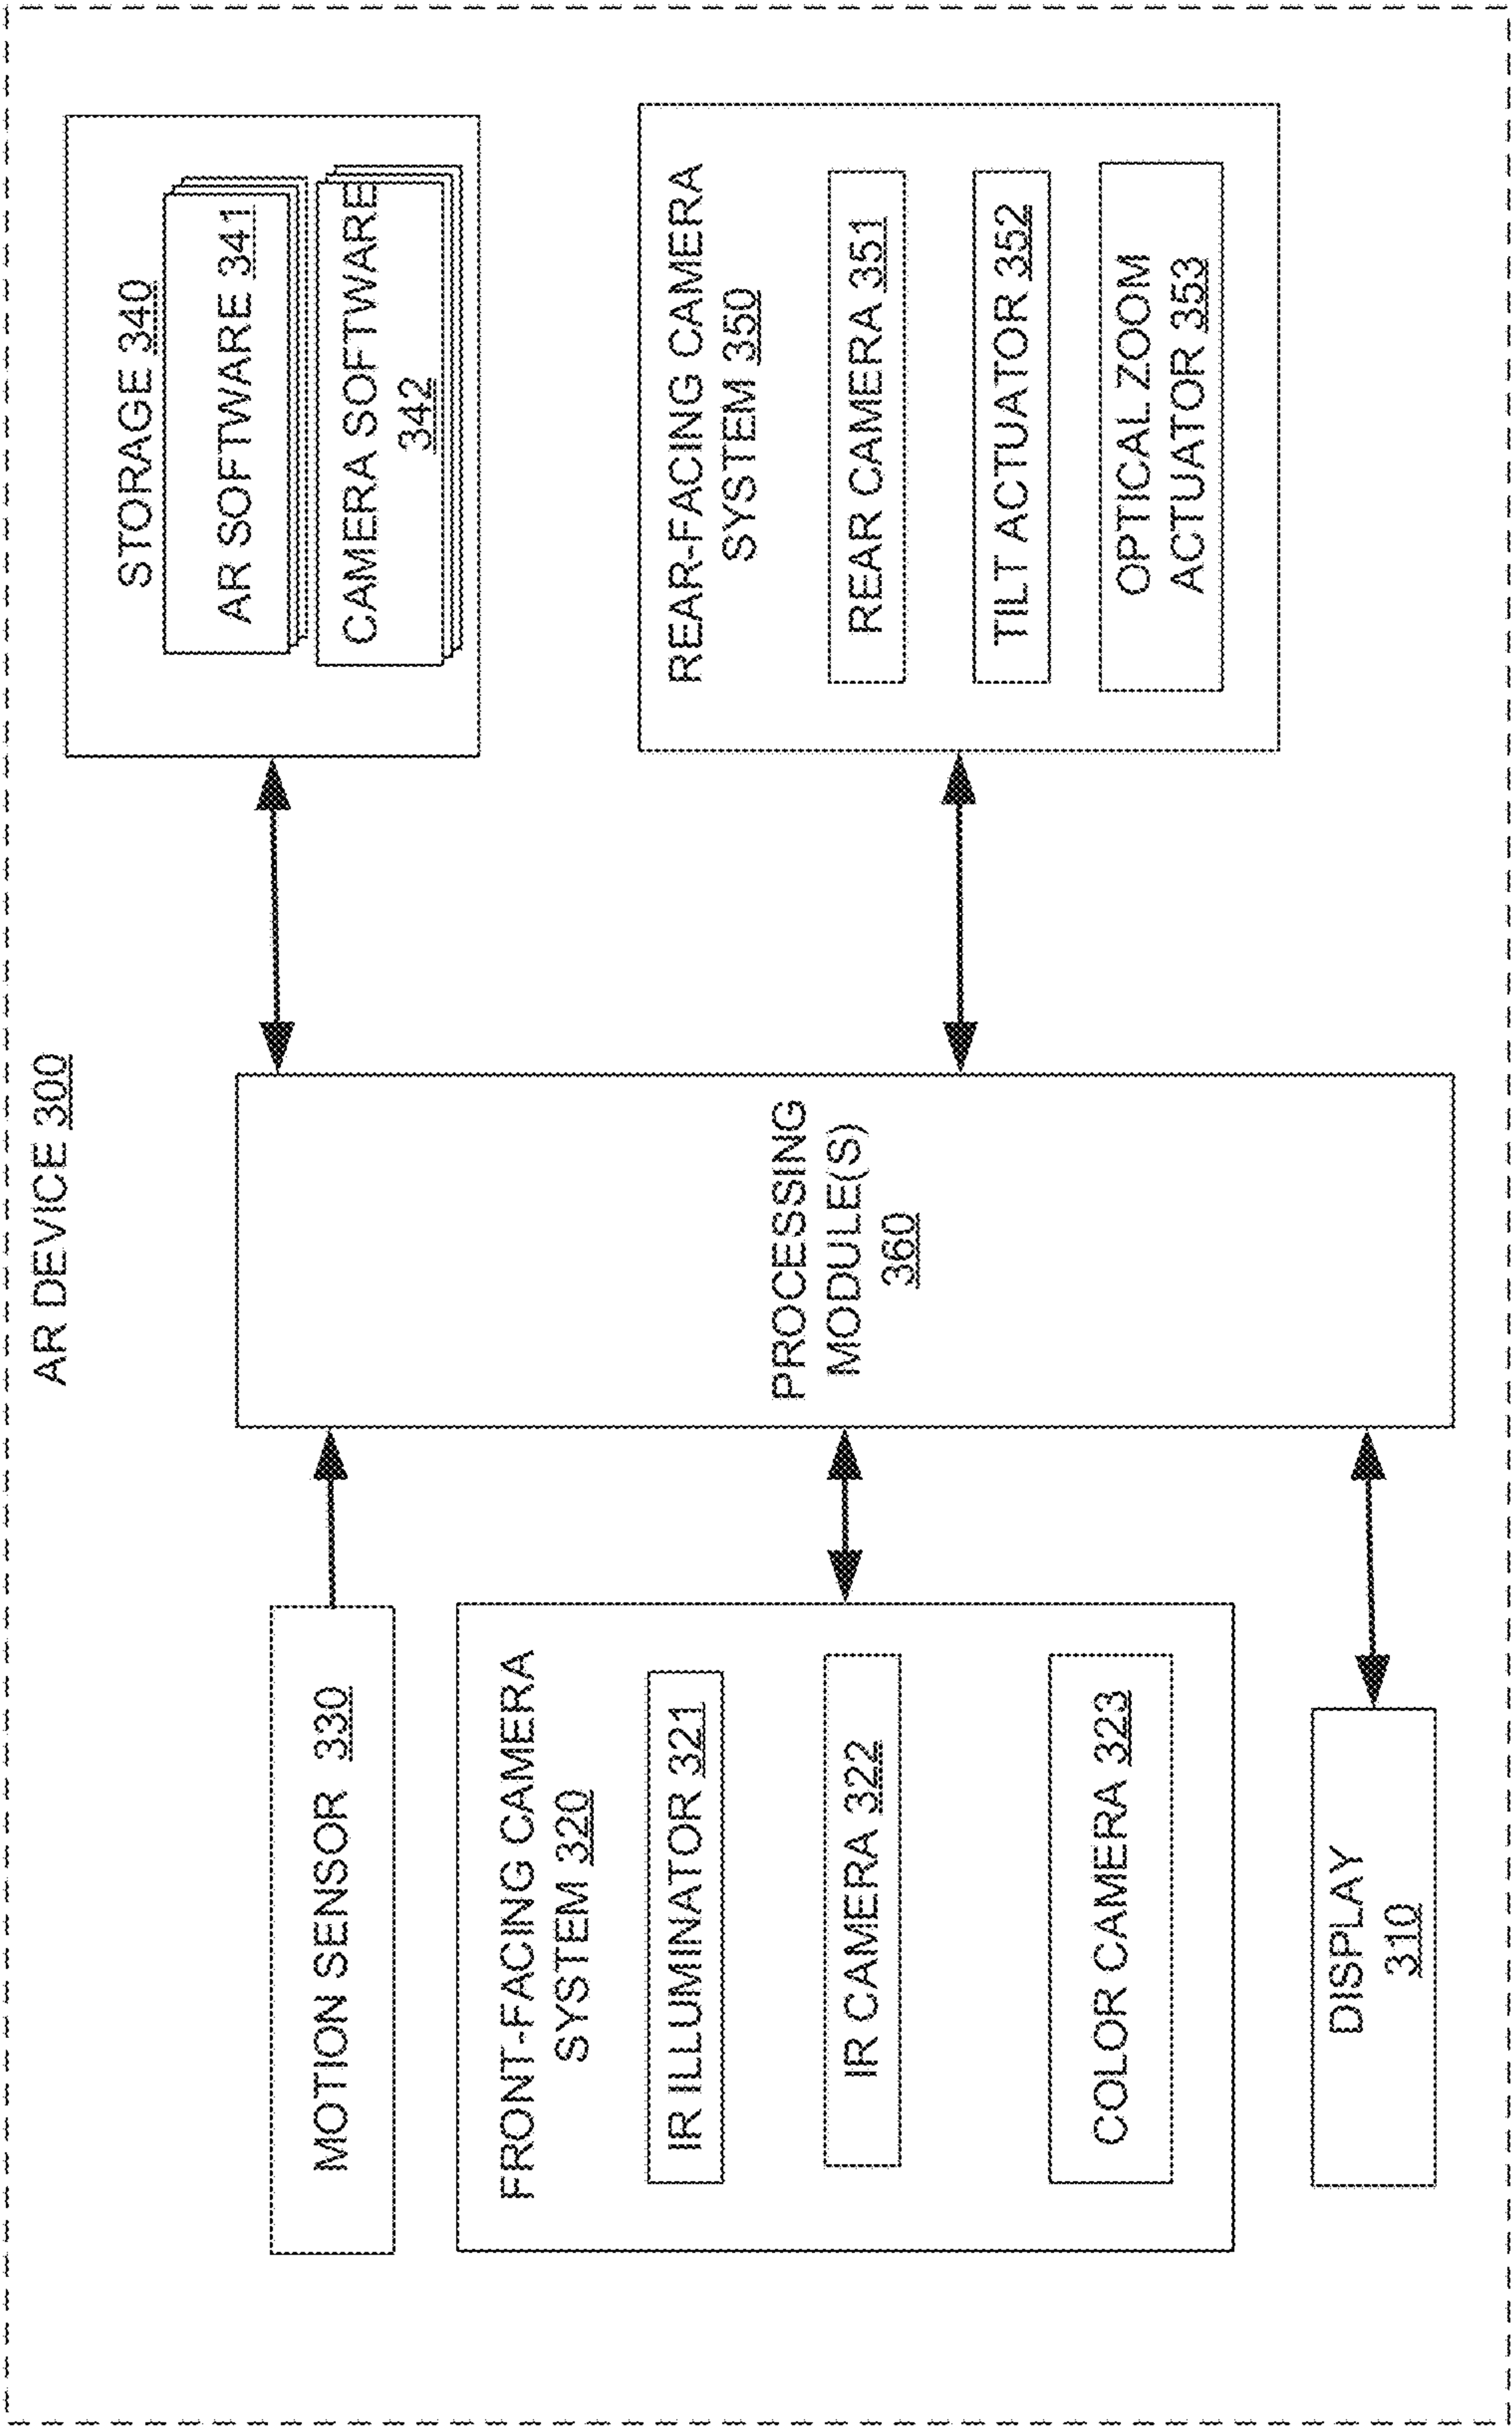 AR DEVICE 300
MOTION SENSOR 330
FRONT-FACING CAMERA
SYSTEM 320
IR ILLUMINATOR 321
IR CAMERA 322
COLOR CAMERA 323
DISPLAY
310
PROCESSING
MODULE(S)
360
STORAGE 340
AR SOFTWARE 341
CAMERA SOFTWARE
342
REAR-FACING CAMERA
SYSTEM 350
REAR CAMERA 351
TILT ACTUATOR 352
OPTICAL ZOOM
ACTUATOR 353